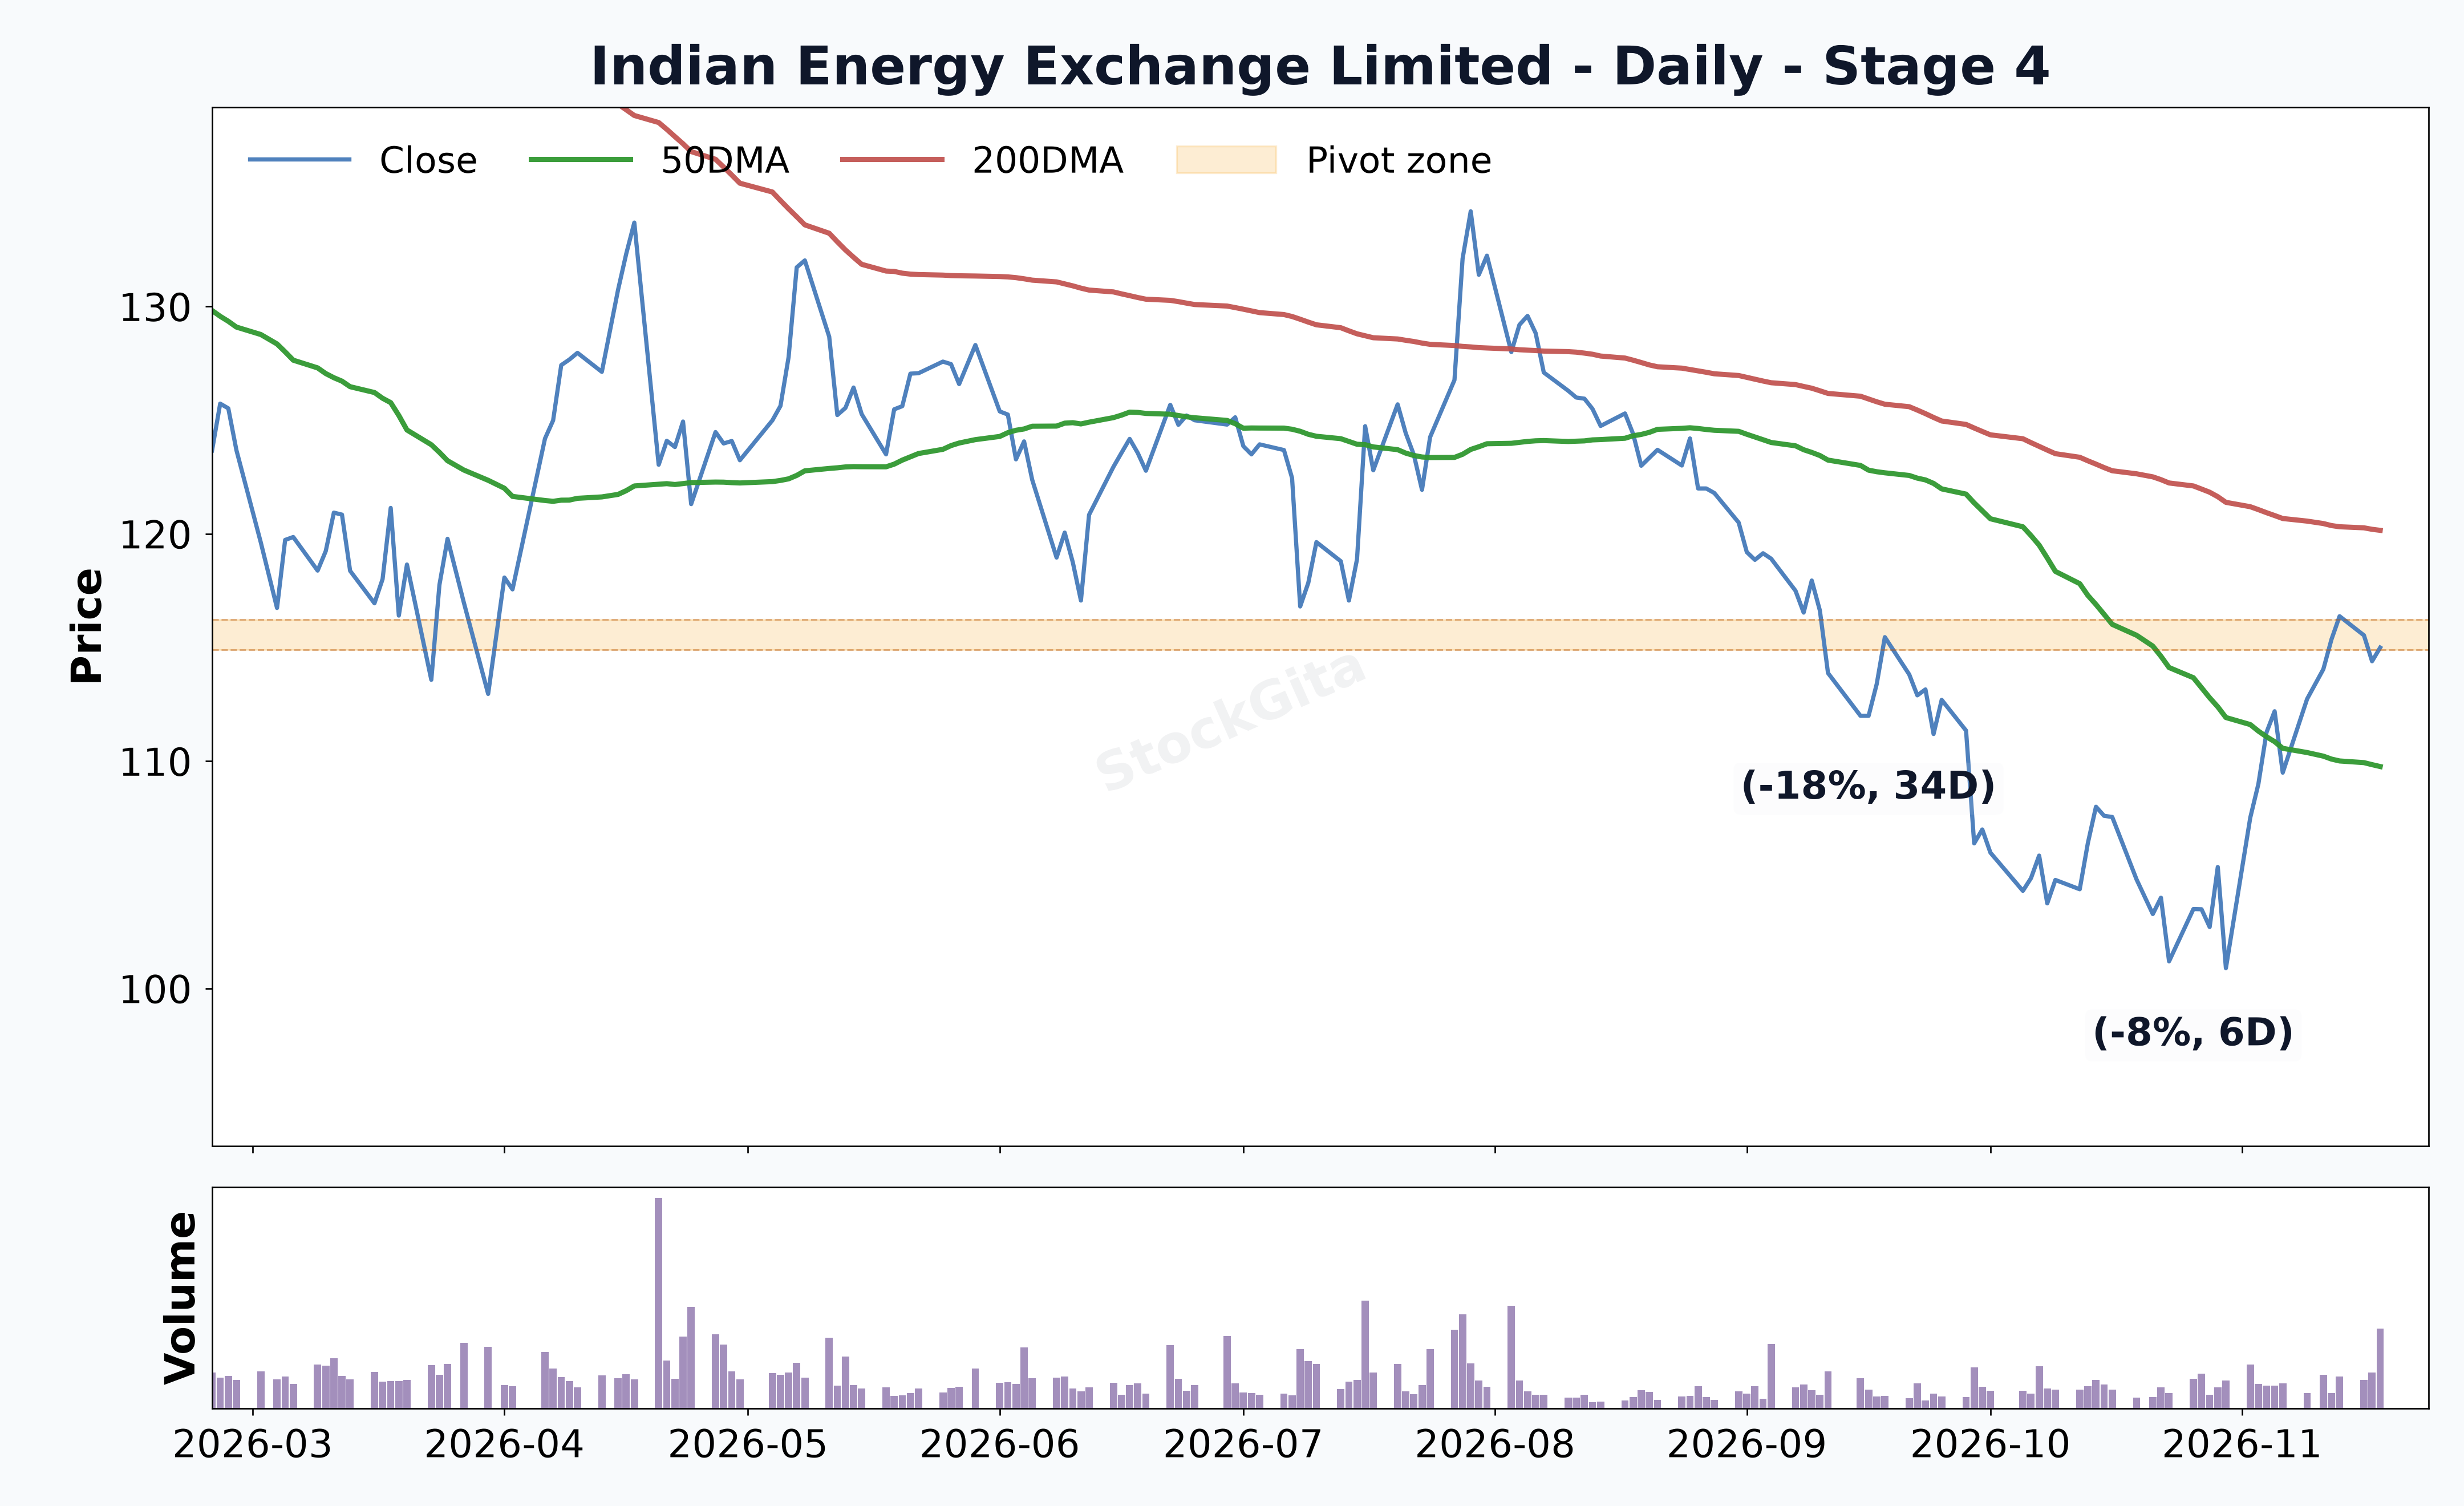 Indian Energy Exchange Limited - Daily - Stage 4
Close 50DMA 200DMA Pivot zone
130
120
110
100
Price
StockGita
(-18%, 34D)
(-8%, 6D)
Volume
2026-03 2026-04 2026-05 2026-06 2026-07 2026-08 2026-09 2026-10 2026-11